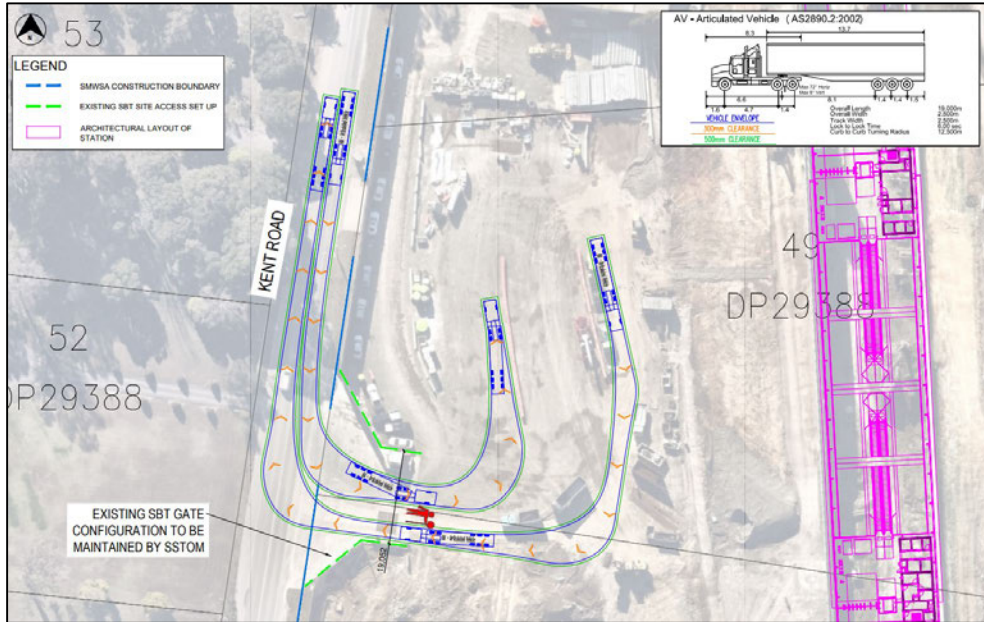 53
N
LEGEND
SMWSA CONSTRUCTION BOUNDARY
EXISTING SBT SITE ACCESS SET UP
ARCHITECTURAL LAYOUT OF
STATION
AV - Articulated Vehicle (AS2890.2:2002)
13.7
6.6
1.6 4.7 1.4
8.1
1.4 1.4 1.5
VEHICLE ENVELOPE
300mm CLEARANCE
500mm CLEARANCE
Overall Length 19.000m
Overall Width 2.500m
Track Width 2.500m
Lock to Lock Time 6.00 sec
Curb to Curb Turning Radius 12.500m
KENT ROAD
49
DP29388
52
DP29388
EXISTING SBT GATE
CONFIGURATION TO BE
MAINTAINED BY SSTOM